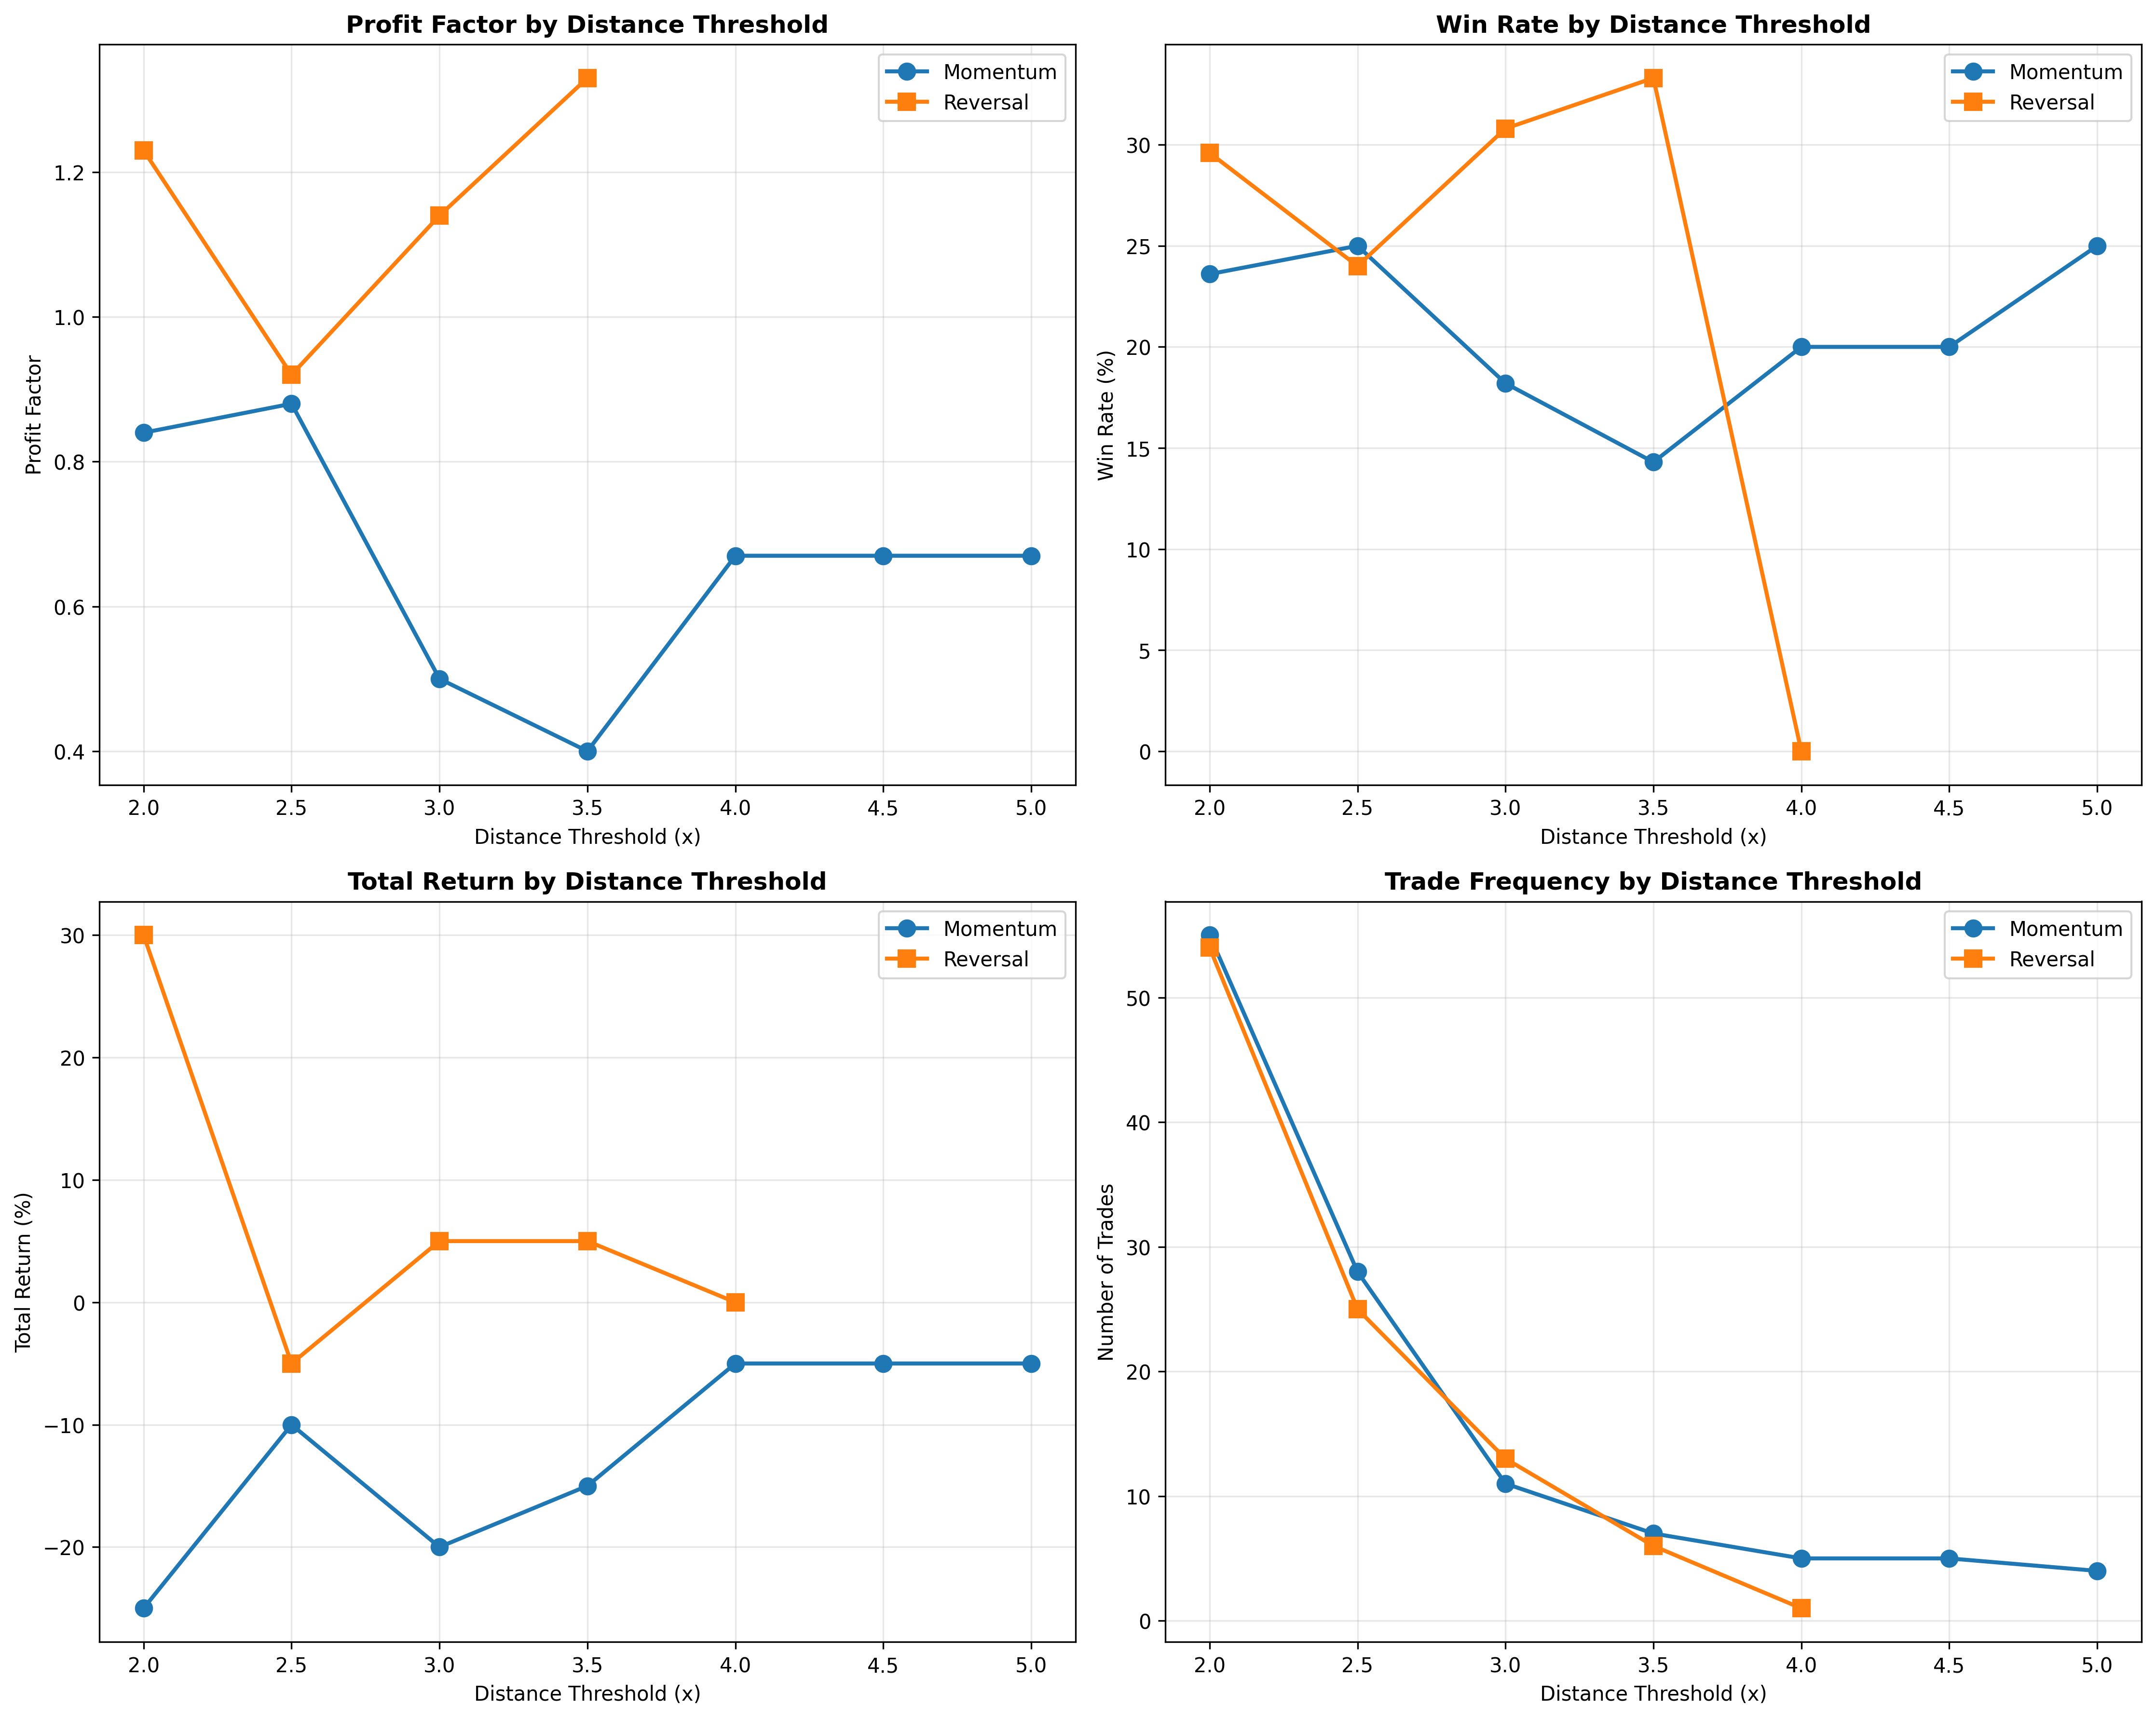 Profit Factor by Distance Threshold
Momentum
Reversal
Profit Factor
1.2
1.0
0.8
0.6
0.4
2.0 2.5 3.0 3.5 4.0 4.5 5.0
Distance Threshold (x)
Win Rate by Distance Threshold
Momentum
Reversal
Win Rate (%)
30
25
20
15
10
5
0
2.0 2.5 3.0 3.5 4.0 4.5 5.0
Distance Threshold (x)
Total Return by Distance Threshold
Momentum
Reversal
Total Return (%)
30
20
10
0
−10
−20
2.0 2.5 3.0 3.5 4.0 4.5 5.0
Distance Threshold (x)
Trade Frequency by Distance Threshold
Momentum
Reversal
Number of Trades
50
40
30
20
10
0
2.0 2.5 3.0 3.5 4.0 4.5 5.0
Distance Threshold (x)